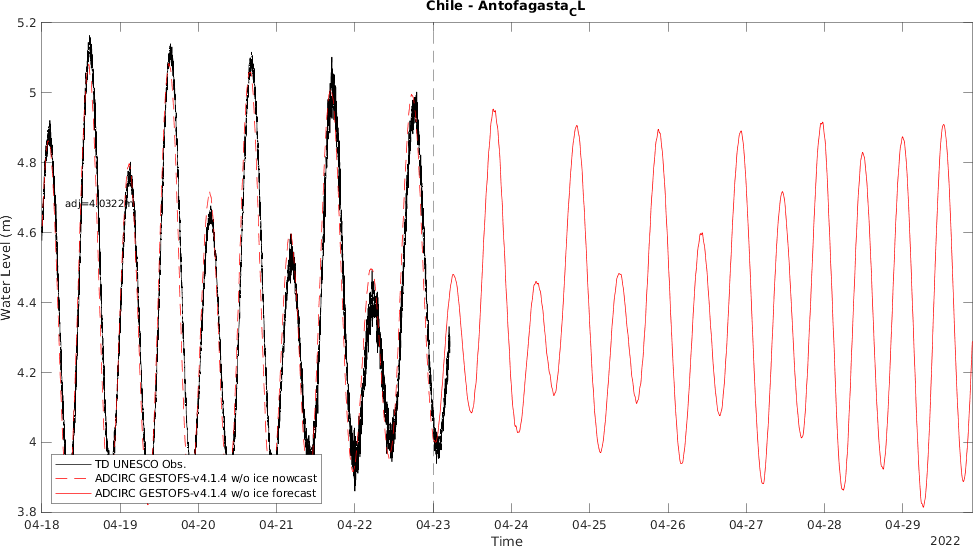 Chile - Antofagasta_CL
5.2
5
4.8
4.6
4.4
4.2
4
3.8
Water Level (m)
adj=4.0322m
TD UNESCO Obs.
ADCIRC GESTOFS-v4.1.4 w/o ice nowcast
ADCIRC GESTOFS-v4.1.4 w/o ice forecast
04-18 04-19 04-20 04-21 04-22 04-23 04-24 04-25 04-26 04-27 04-28 04-29
Time
2022